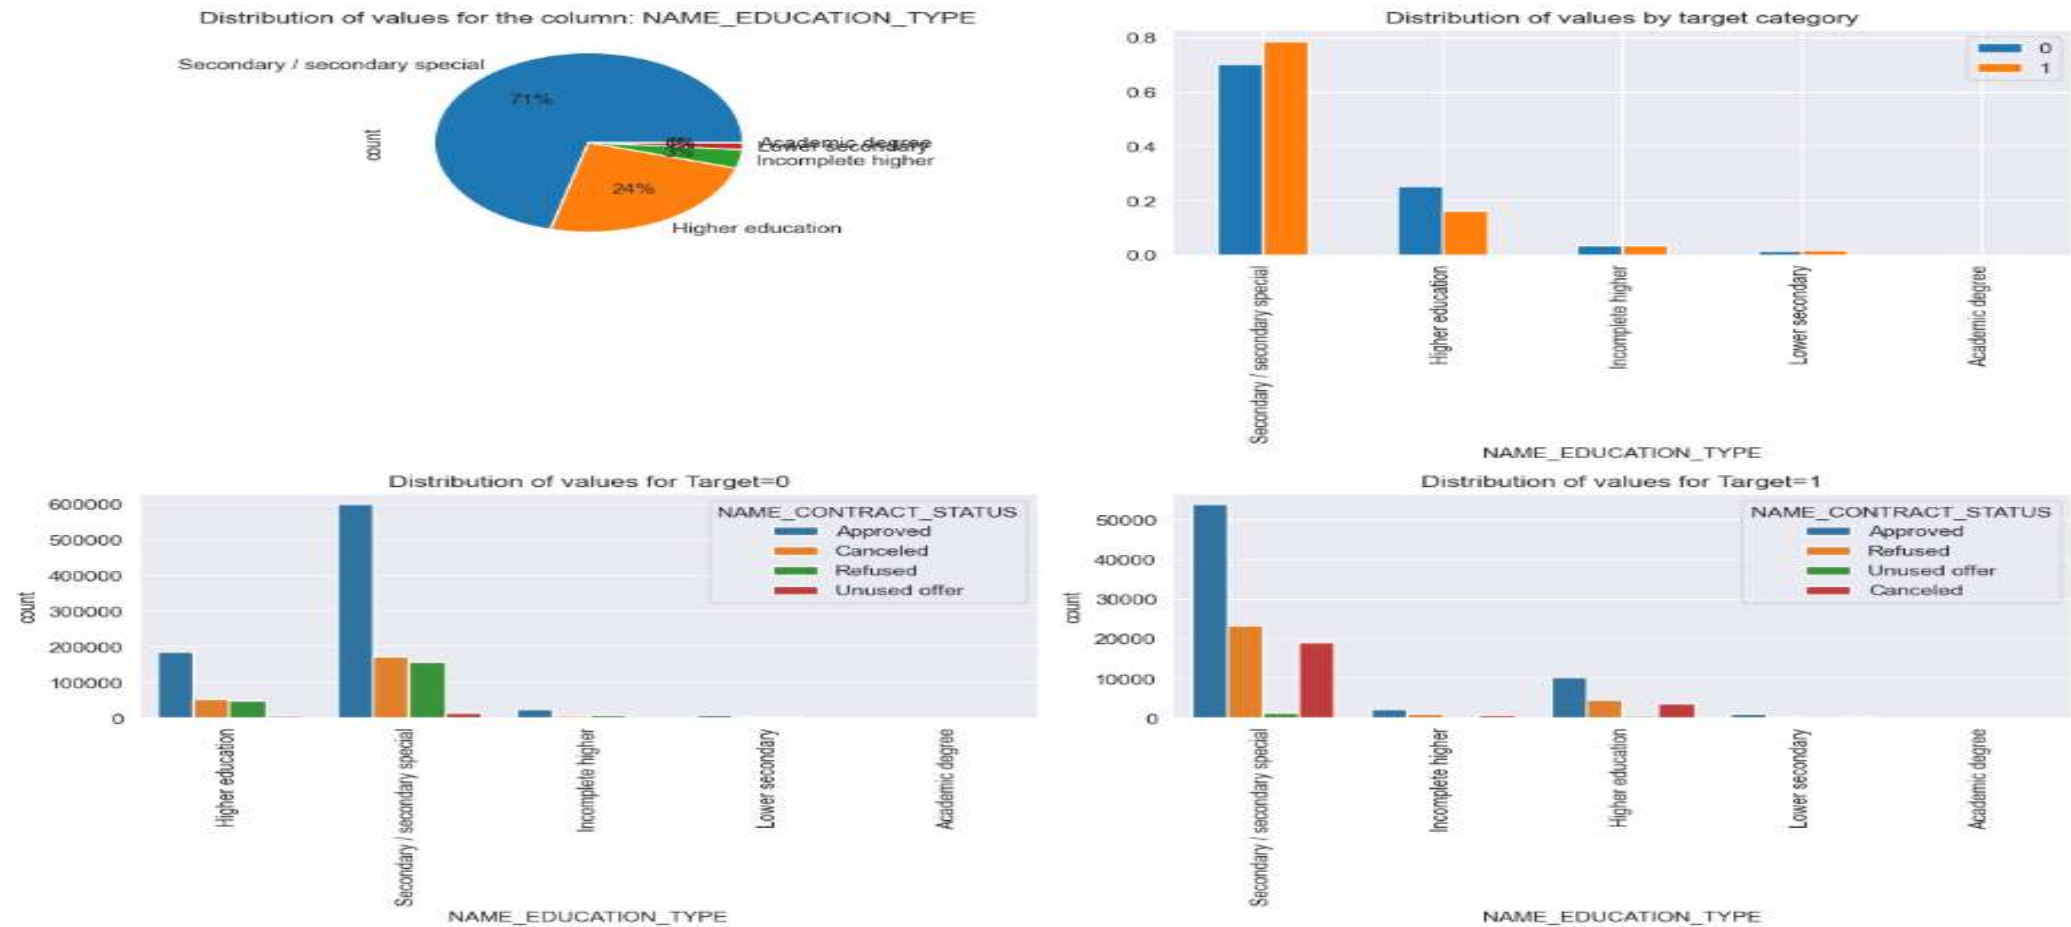 Distribution of values for the column: NAME_EDUCATION_TYPE
Secondary / secondary special
71%
count
Academic degree
Lower secondary
Incomplete higher
3%
24%
Higher education
Distribution of values by target category
0
1
0.8
0.6
0.4
0.2
0.0
Secondary / secondary special
Higher education
Incomplete higher
Lower secondary
Academic degree
NAME_EDUCATION_TYPE
Distribution of values for Target=0
NAME_CONTRACT_STATUS
Approved
Canceled
Refused
Unused offer
600000
500000
400000
300000
200000
100000
0
count
Higher education
Secondary / secondary special
Incomplete higher
Lower secondary
Academic degree
NAME_EDUCATION_TYPE
Distribution of values for Target=1
NAME_CONTRACT_STATUS
Approved
Refused
Unused offer
Canceled
50000
40000
30000
20000
10000
0
count
Secondary / secondary special
Incomplete higher
Higher education
Lower secondary
Academic degree
NAME_EDUCATION_TYPE